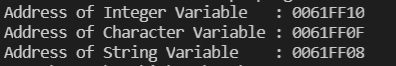 Address of Integer Variable   : 0061FF10
Address of Character Variable : 0061FF0F
Address of String Variable    : 0061FF08